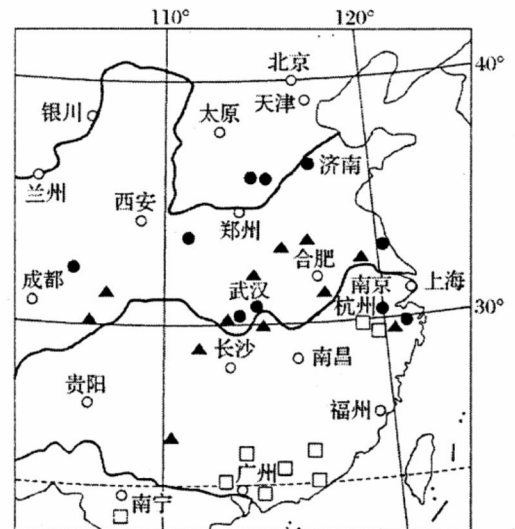 110° 120°
北京 40°
银川 太原 天津
兰州 济南
西安 郑州
成都 合肥 上海
武汉 南京
杭州 30°
长沙 南昌
贵阳
福州
广州
南宁